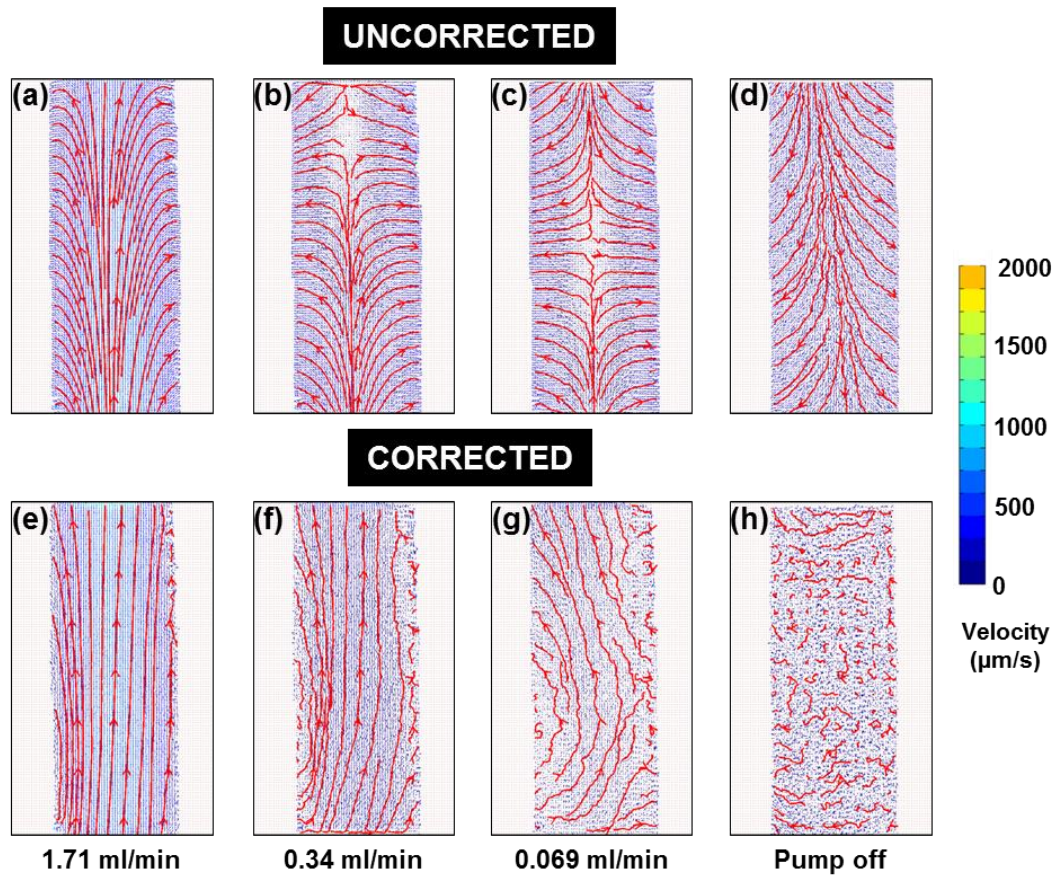 UNCORRECTED
(a)
(b)
(c)
(d)
2000
1500
1000
500
0
Velocity
(µm/s)
CORRECTED
(e)
(f)
(g)
(h)
1.71 ml/min
0.34 ml/min
0.069 ml/min
Pump off